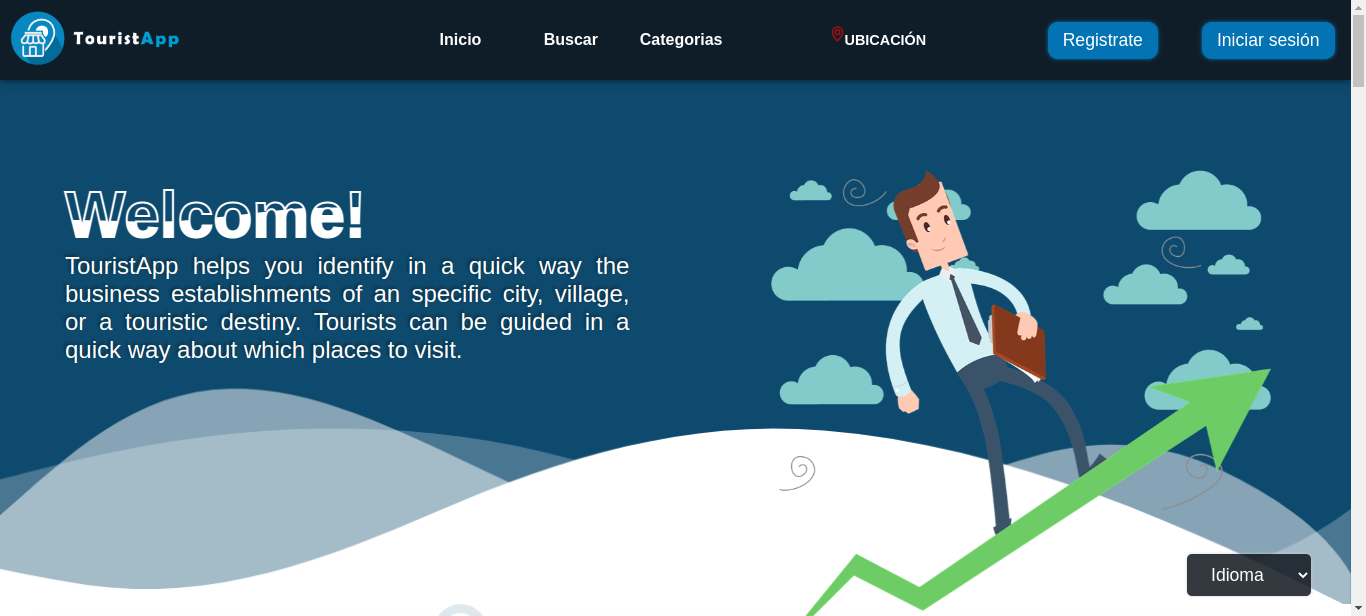 TouristApp
Inicio
Buscar
Categorias
UBICACIÓN
Registrate
Iniciar sesión
Welcome!
TouristApp helps you identify in a quick way the
business establishments of an specific city, village,
or a touristic destiny. Tourists can be guided in a
quick way about which places to visit.
Idioma